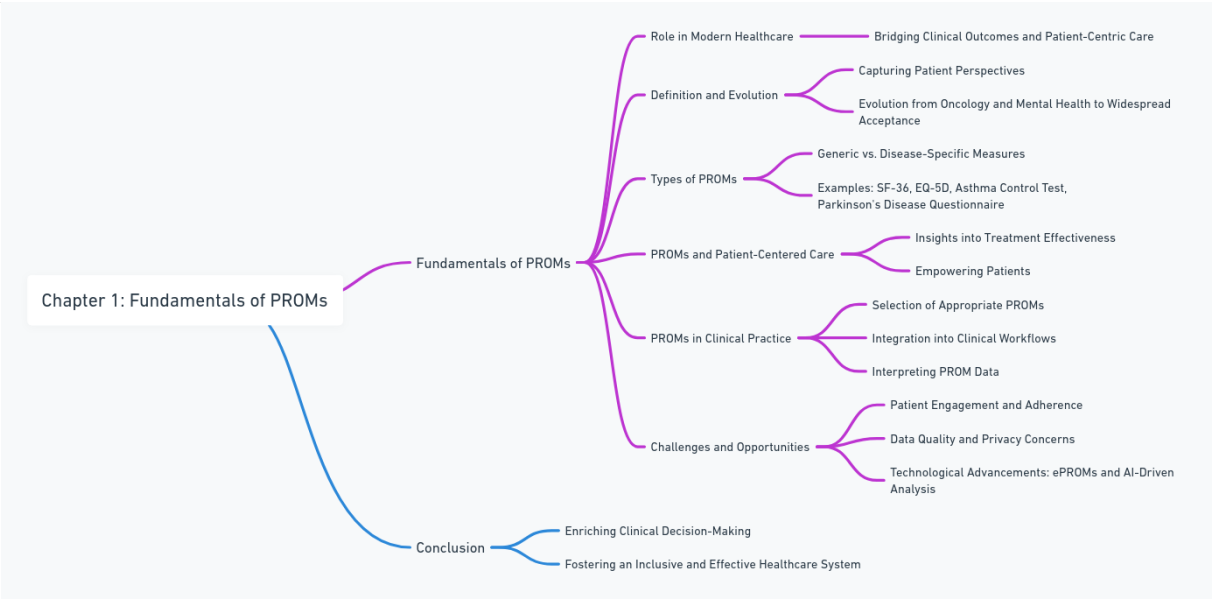 Chapter 1: Fundamentals of PROMs
Fundamentals of PROMs
Role in Modern Healthcare
Bridging Clinical Outcomes and Patient-Centric Care
Definition and Evolution
Capturing Patient Perspectives
Evolution from Oncology and Mental Health to Widespread
Acceptance
Types of PROMs
Generic vs. Disease-Specific Measures
Examples: SF-36, EQ-5D, Asthma Control Test,
Parkinson's Disease Questionnaire
PROMs and Patient-Centered Care
Insights into Treatment Effectiveness
Empowering Patients
PROMs in Clinical Practice
Selection of Appropriate PROMs
Integration into Clinical Workflows
Interpreting PROM Data
Challenges and Opportunities
Patient Engagement and Adherence
Data Quality and Privacy Concerns
Technological Advancements: ePROMs and AI-Driven
Analysis
Conclusion
Enriching Clinical Decision-Making
Fostering an Inclusive and Effective Healthcare System